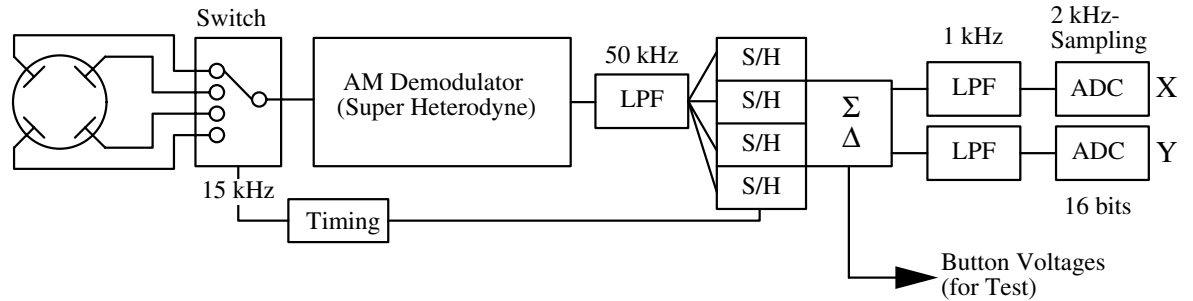 Switch
15 kHz
AM Demodulator
(Super Heterodyne)
Timing
50 kHz
LPF
S/H
S/H
S/H
S/H
Σ
Δ
1 kHz
LPF
LPF
2 kHz-
Sampling
ADC
X
ADC
Y
16 bits
Button Voltages
(for Test)